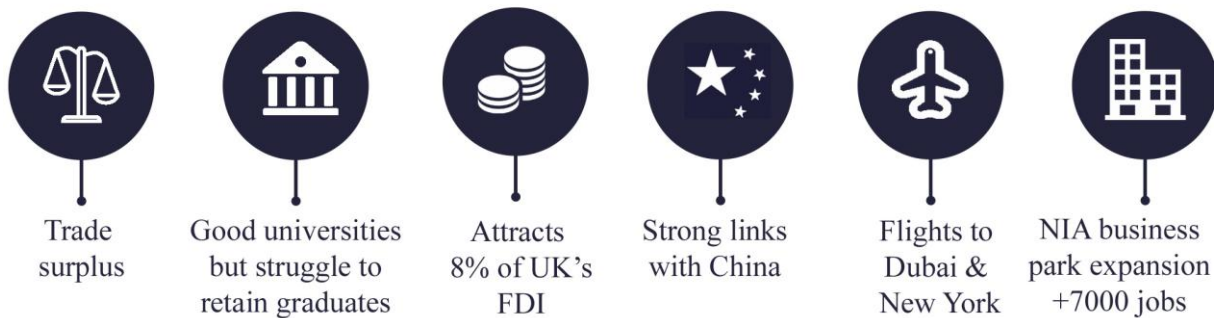 Trade
surplus
Good universities
but struggle to
retain graduates
Attracts
8% of UK’s
FDI
Strong links
with China
Flights to
Dubai &
New York
NIA business
park expansion
+7000 jobs